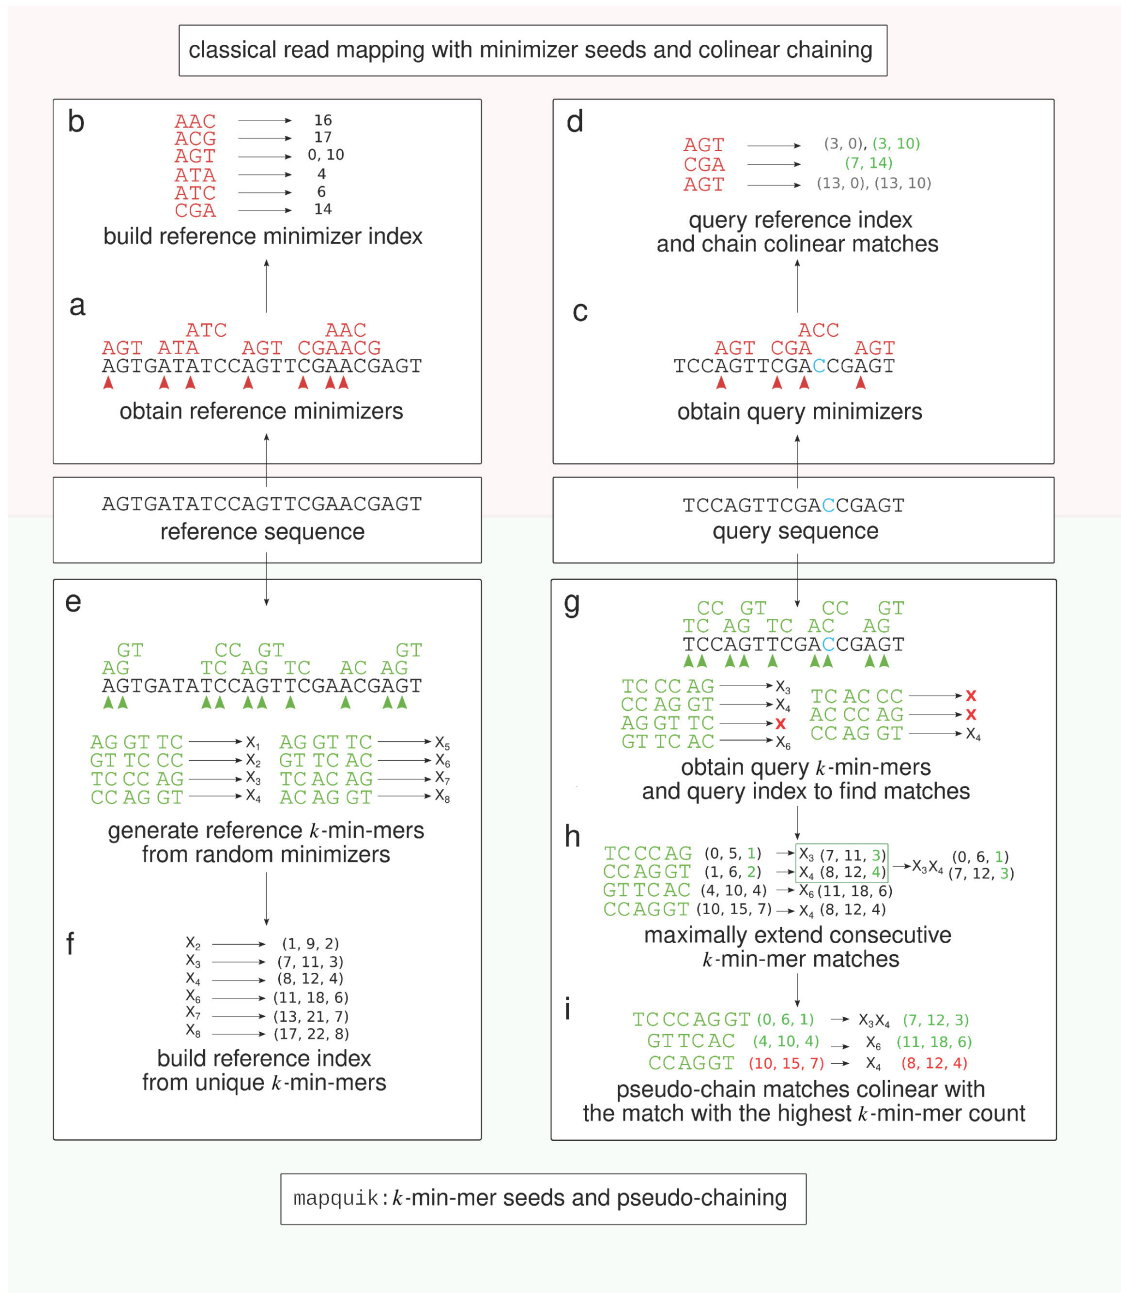 classical read mapping with minimizer seeds and colinear chaining
b
AAC 16
ACG 17
AGT 0, 10
ATA 4
ATC 6
CGA 14
build reference minimizer index
a
ATC AAC
AGT ATA AGT CGAACG
AGTGATATCCAGTTCGAACGAGT
obtain reference minimizers
d
AGT (3, 0), (3, 10)
CGA (7, 14)
AGT (13, 0), (13, 10)
query reference index
and chain colinear matches
c
ACC
AGT CGA AGT
TCCAGTTCGACCGAGT
obtain query minimizers
AGTGATATCCAGTTCGAACGAGT
reference sequence
TCCAGTTCGACCGAGT
query sequence
e
GT CC GT GT
AG TC AG TC AC AG
AGTGATATCCAGTTCGAACGAGT
AG GT TC X1 AG GT TC X5
GT TC CC X2 GT TC AC X6
TC CC AG X3 TC AC AG X7
CC AG GT X4 AC AG GT X8
generate reference k-min-mers
from random minimizers
f
X2 (1, 9, 2)
X3 (7, 11, 3)
X4 (8, 12, 4)
X6 (11, 18, 6)
X7 (13, 21, 7)
X8 (17, 22, 8)
build reference index
from unique k-min-mers
g
CC GT CC GT
TC AG TC AC AG
TCCAGTTCGACCGAGT
TC CC AG X3
CC AG GT X4
AG GT TC X
GT TC AC X6
TC AC CC X
AC CC AG X
CC AG GT X4
obtain query k-min-mers
and query index to find matches
h
TCCCAG (0, 5, 1) X3 (7, 11, 3)
CCAGGT (1, 6, 2) X4 (8, 12, 4)
X3X4 (0, 6, 1)
(7, 12, 3)
GTTCAC (4, 10, 4) X6 (11, 18, 6)
CCAGGT (10, 15, 7) X4 (8, 12, 4)
maximally extend consecutive
k-min-mer matches
i
TCCCAGGT (0, 6, 1) X3X4 (7, 12, 3)
GTTCAC (4, 10, 4) X6 (11, 18, 6)
CCAGGT (10, 15, 7) X4 (8, 12, 4)
pseudo-chain matches colinear with
the match with the highest k-min-mer count
mapquik: k-min-mer seeds and pseudo-chaining